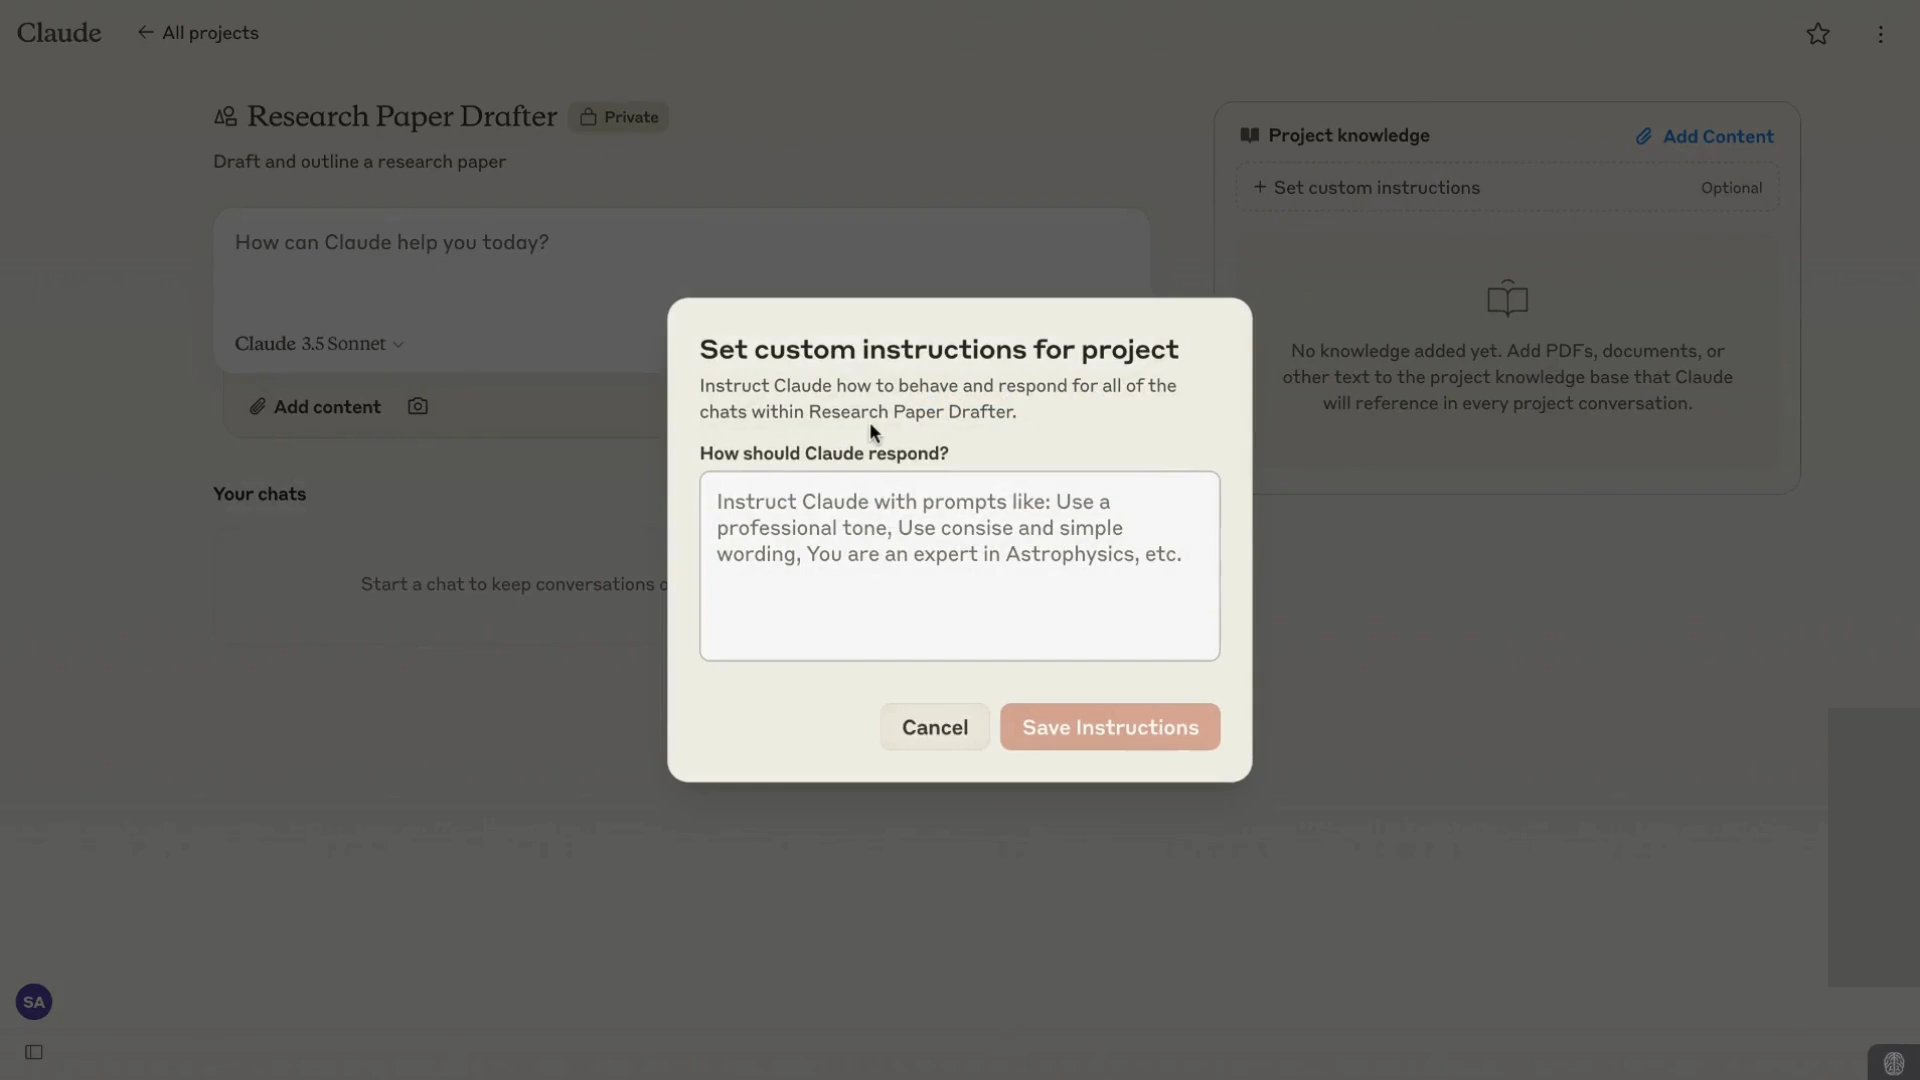 Claude
← All projects
Research Paper Drafter
Private
Draft and outline a research paper
How can Claude help you today?
Claude 3.5 Sonnet
Add content
Your chats
Start a chat to keep conversations
Project knowledge
Add Content
+ Set custom instructions
Optional
No knowledge added yet. Add PDFs, documents, or
other text to the project knowledge base that Claude
will reference in every project conversation.
Set custom instructions for project
Instruct Claude how to behave and respond for all of the
chats within Research Paper Drafter.
How should Claude respond?
Instruct Claude with prompts like: Use a
professional tone, Use consise and simple
wording, You are an expert in Astrophysics, etc.
Cancel
Save Instructions
SA